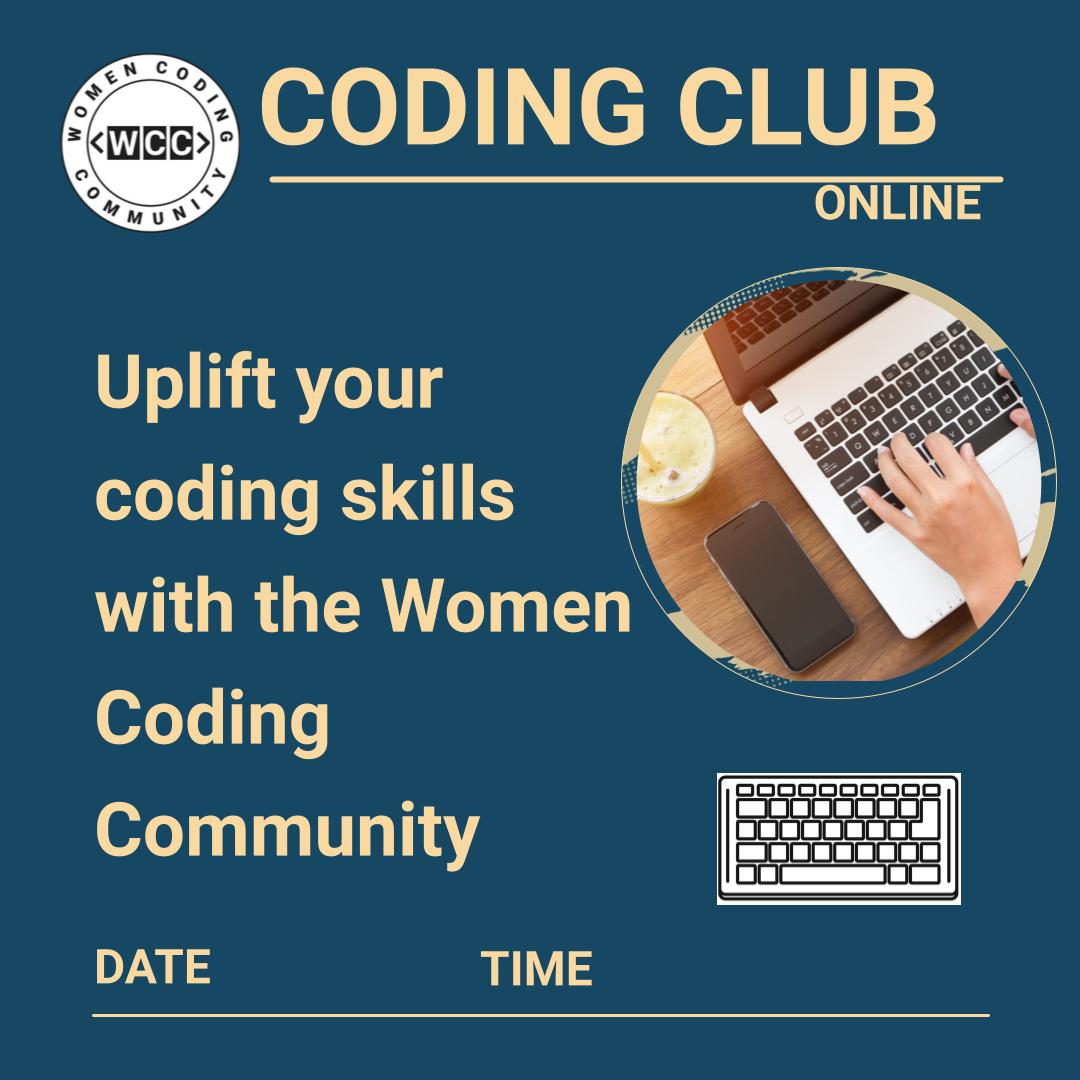 WOMEN CODING
<WCC>
COMMUNITY
CODING CLUB
ONLINE
Uplift your
coding skills
with the Women
Coding
Community
DATE TIME